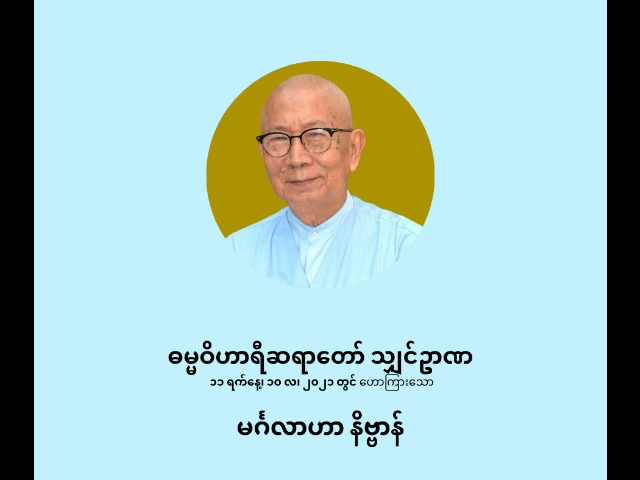 ဓမ္မဝိဟာရီဆရာတော် သျှင်ဥာဏ
၁၁ ရက်နေ့၊ ၁၀ လ၊ ၂၀၂၁ တွင် ဟောကြားသော
မင်္ဂလာဟာ နိဗ္ဗာန်